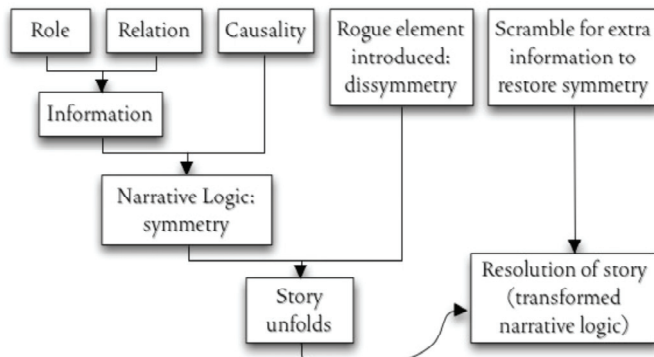 Role
Relation
Causality
Rogue element
introduced:
dissymmetry
Scramble for extra
information to
restore symmetry
Information
Narrative Logic:
symmetry
Story
unfolds
Resolution of story
(transformed
narrative logic)